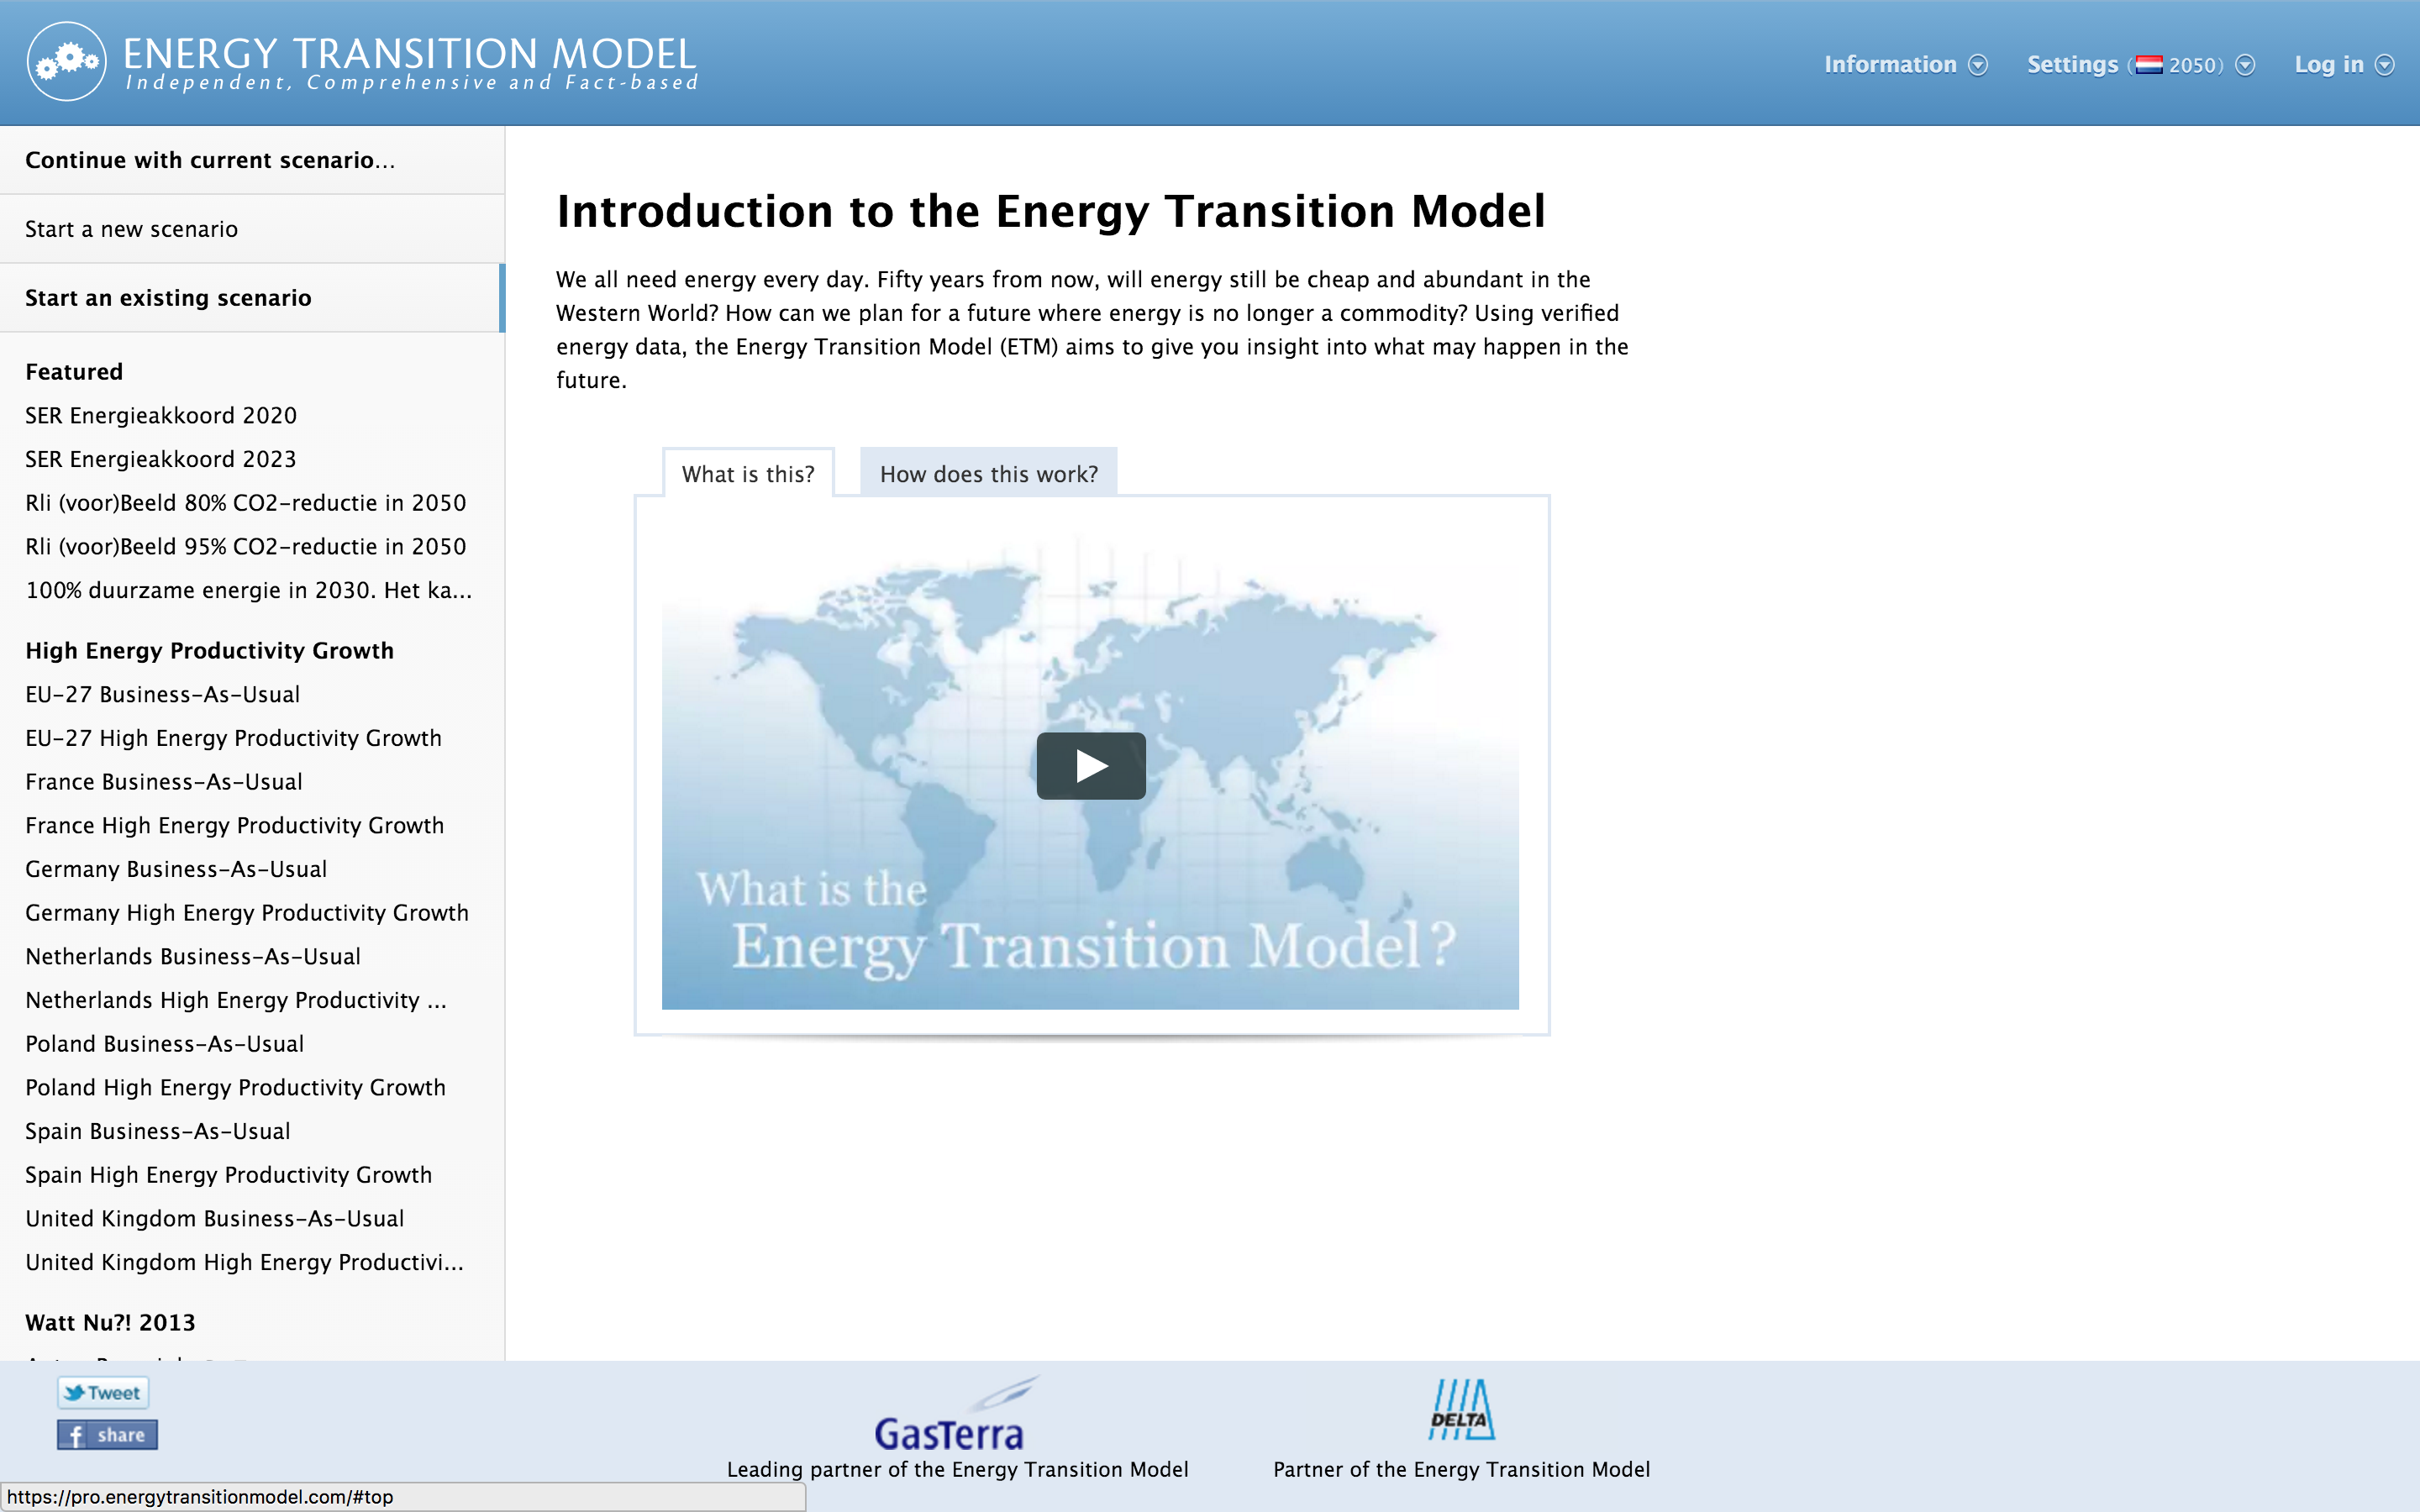 ENERGY TRANSITION MODEL
Independent, Comprehensive and Fact-based
Information
Settings (2050)
Log in
Continue with current scenario...
Start a new scenario
Start an existing scenario
Featured
SER Energieakkoord 2020
SER Energieakkoord 2023
Rli (voor)Beeld 80% CO2-reductie in 2050
Rli (voor)Beeld 95% CO2-reductie in 2050
100% duurzame energie in 2030. Het ka...
High Energy Productivity Growth
EU-27 Business-As-Usual
EU-27 High Energy Productivity Growth
France Business-As-Usual
France High Energy Productivity Growth
Germany Business-As-Usual
Germany High Energy Productivity Growth
Netherlands Business-As-Usual
Netherlands High Energy Productivity ...
Poland Business-As-Usual
Poland High Energy Productivity Growth
Spain Business-As-Usual
Spain High Energy Productivity Growth
United Kingdom Business-As-Usual
United Kingdom High Energy Productivi...
Watt Nu?! 2013
Introduction to the Energy Transition Model
We all need energy every day. Fifty years from now, will energy still be cheap and abundant in the
Western World? How can we plan for a future where energy is no longer a commodity? Using verified
energy data, the Energy Transition Model (ETM) aims to give you insight into what may happen in the
future.
What is this?
How does this work?
What is the
Energy Transition Model?
Tweet
share
GasTerra
Leading partner of the Energy Transition Model
DELTA
Partner of the Energy Transition Model
https://pro.energytransitionmodel.com/#top